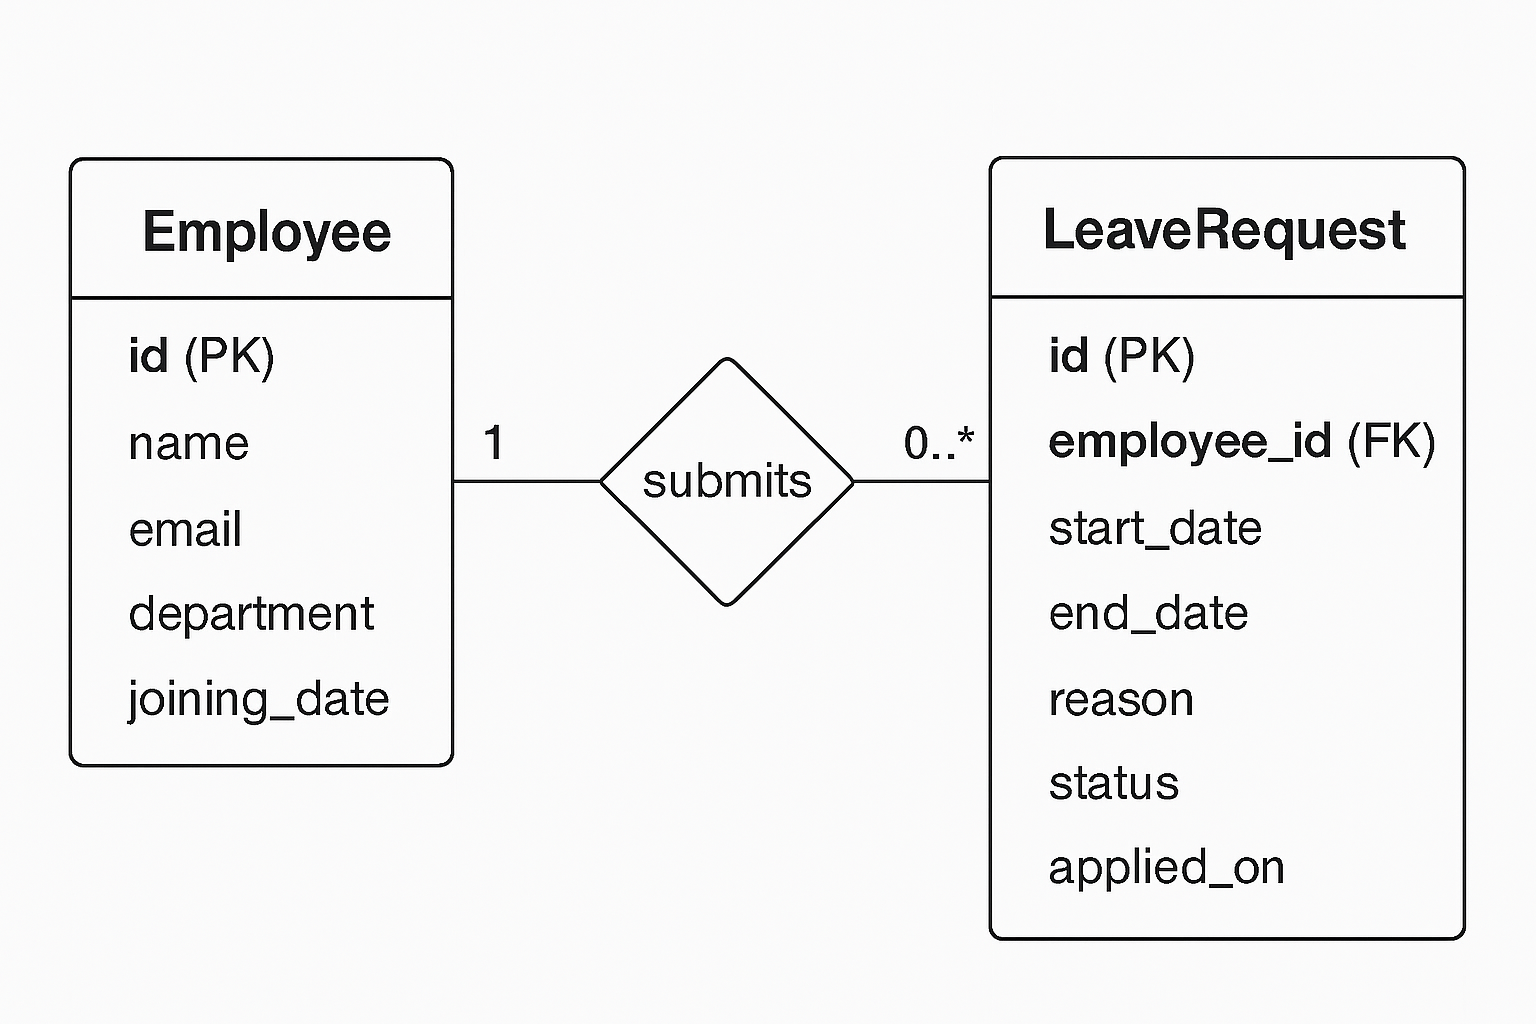 Employee
id (PK)
name
email
department
joining_date
1
submits
0..*
LeaveRequest
id (PK)
employee_id (FK)
start_date
end_date
reason
status
applied_on